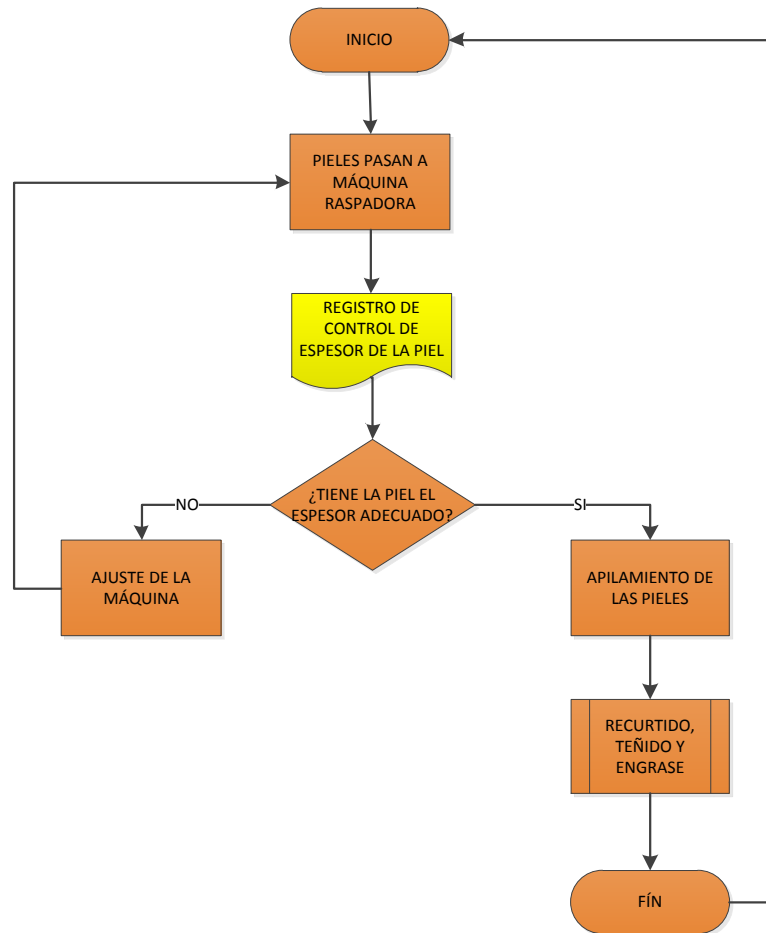 INICIO
PIELES PASAN A
MÁQUINA
RASPADORA
REGISTRO DE
CONTROL DE
ESPESOR DE LA PIEL
¿TIENE LA PIEL EL
ESPESOR ADECUADO?
NO
SI
AJUSTE DE LA
MÁQUINA
APILAMIENTO DE
LAS PIELES
RECURTIDO,
TEÑIDO Y
ENGRASE
FÍN